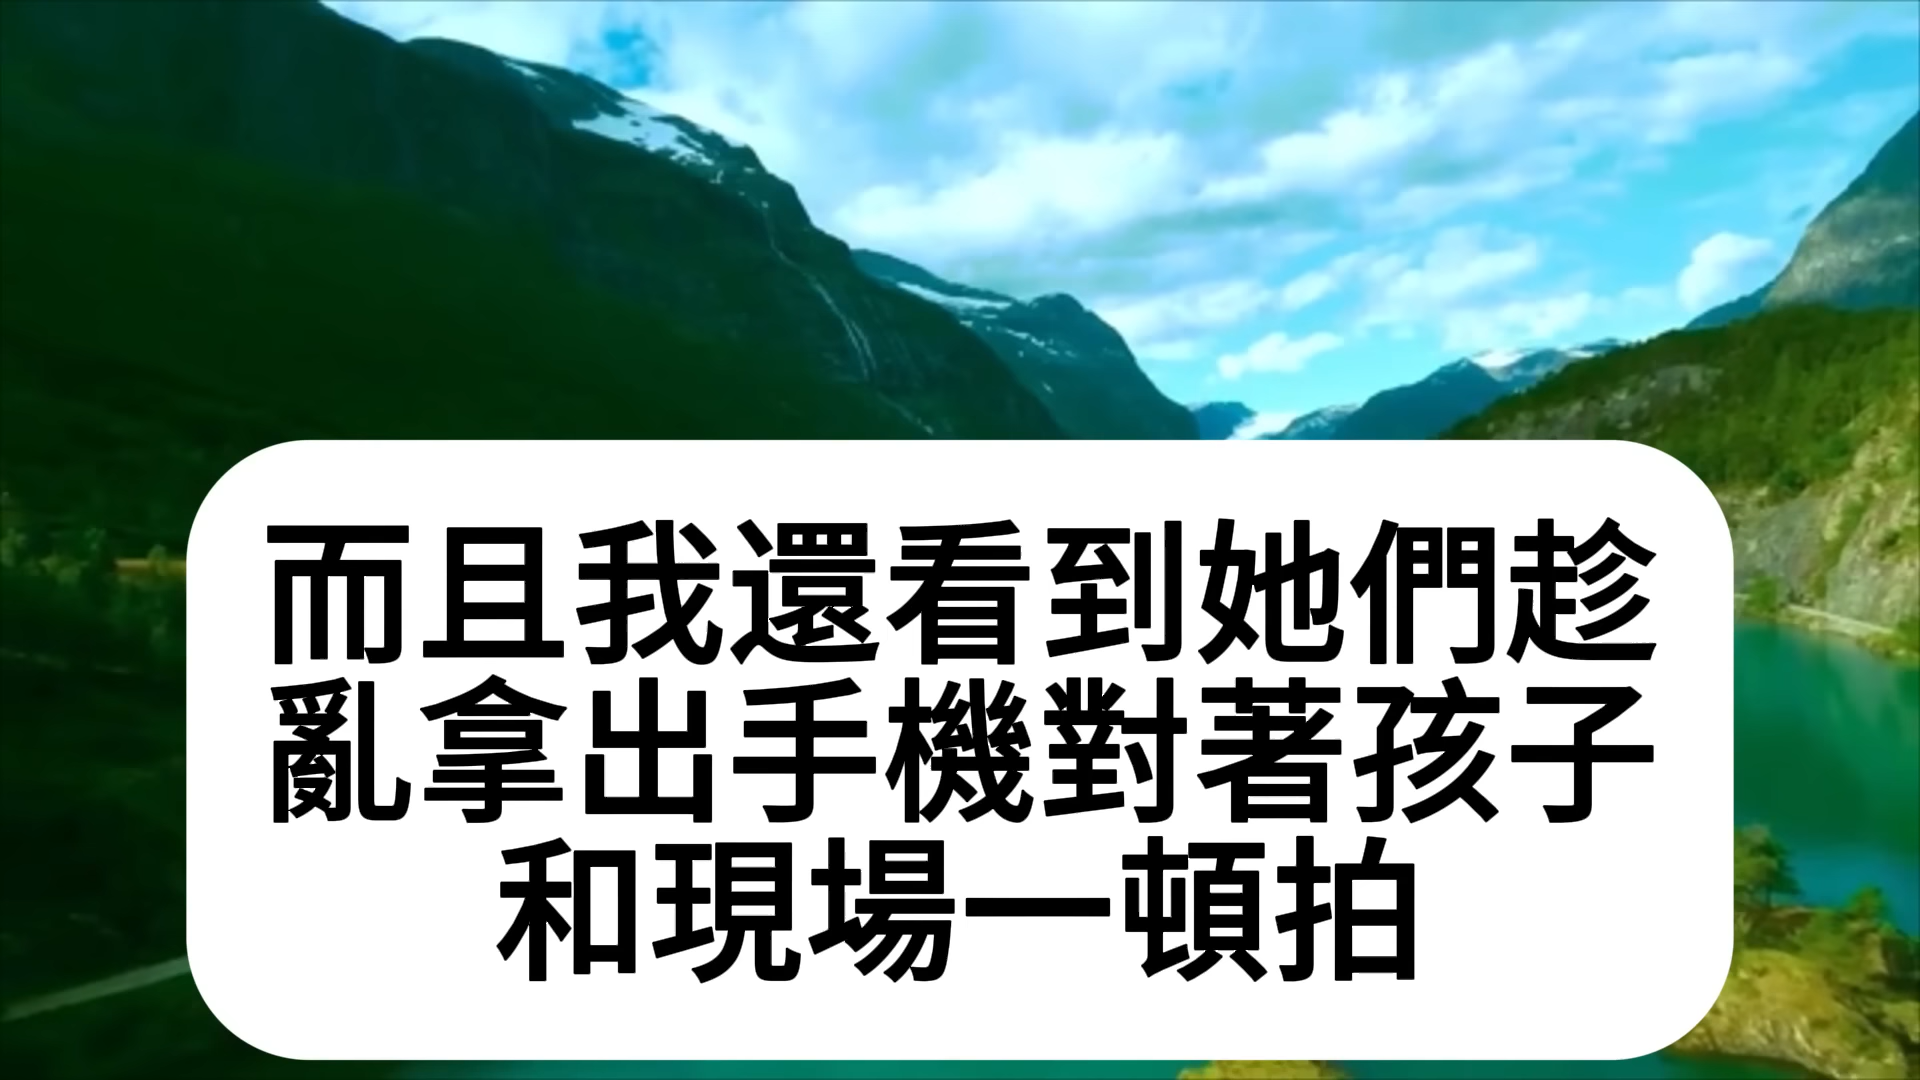 而且我還看到她們趁
亂拿出手機對著孩子
和現場一頓拍